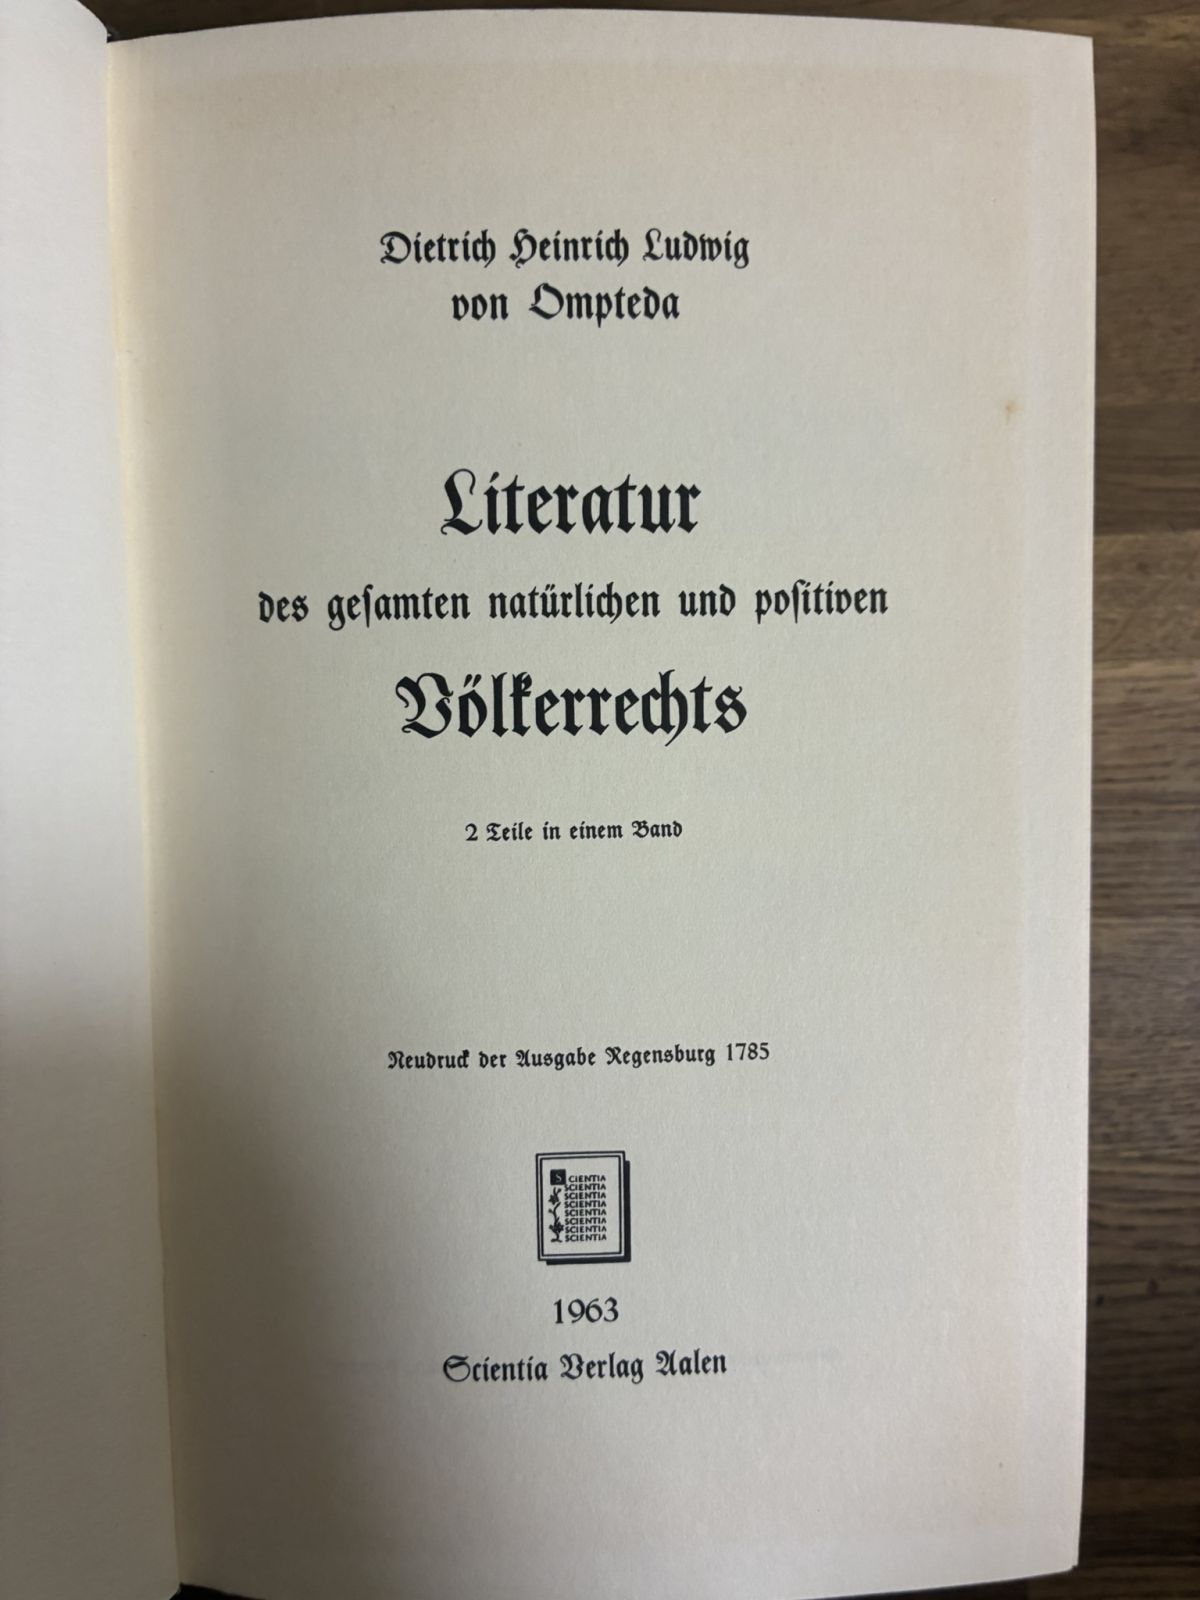 Dietrich Heinrich Ludwig
von Ompteda
Literatur
des geſamten natürlichen und poſitiven
Völkerrechts
2 Teile in einem Band
Neudruck der Ausgabe Regensburg 1785
SCIENTIA
SCIENTIA
SCIENTIA
SCIENTIA
SCIENTIA
SCIENTIA
SCIENTIA
SCIENTIA
1963
Scientia Verlag Aalen